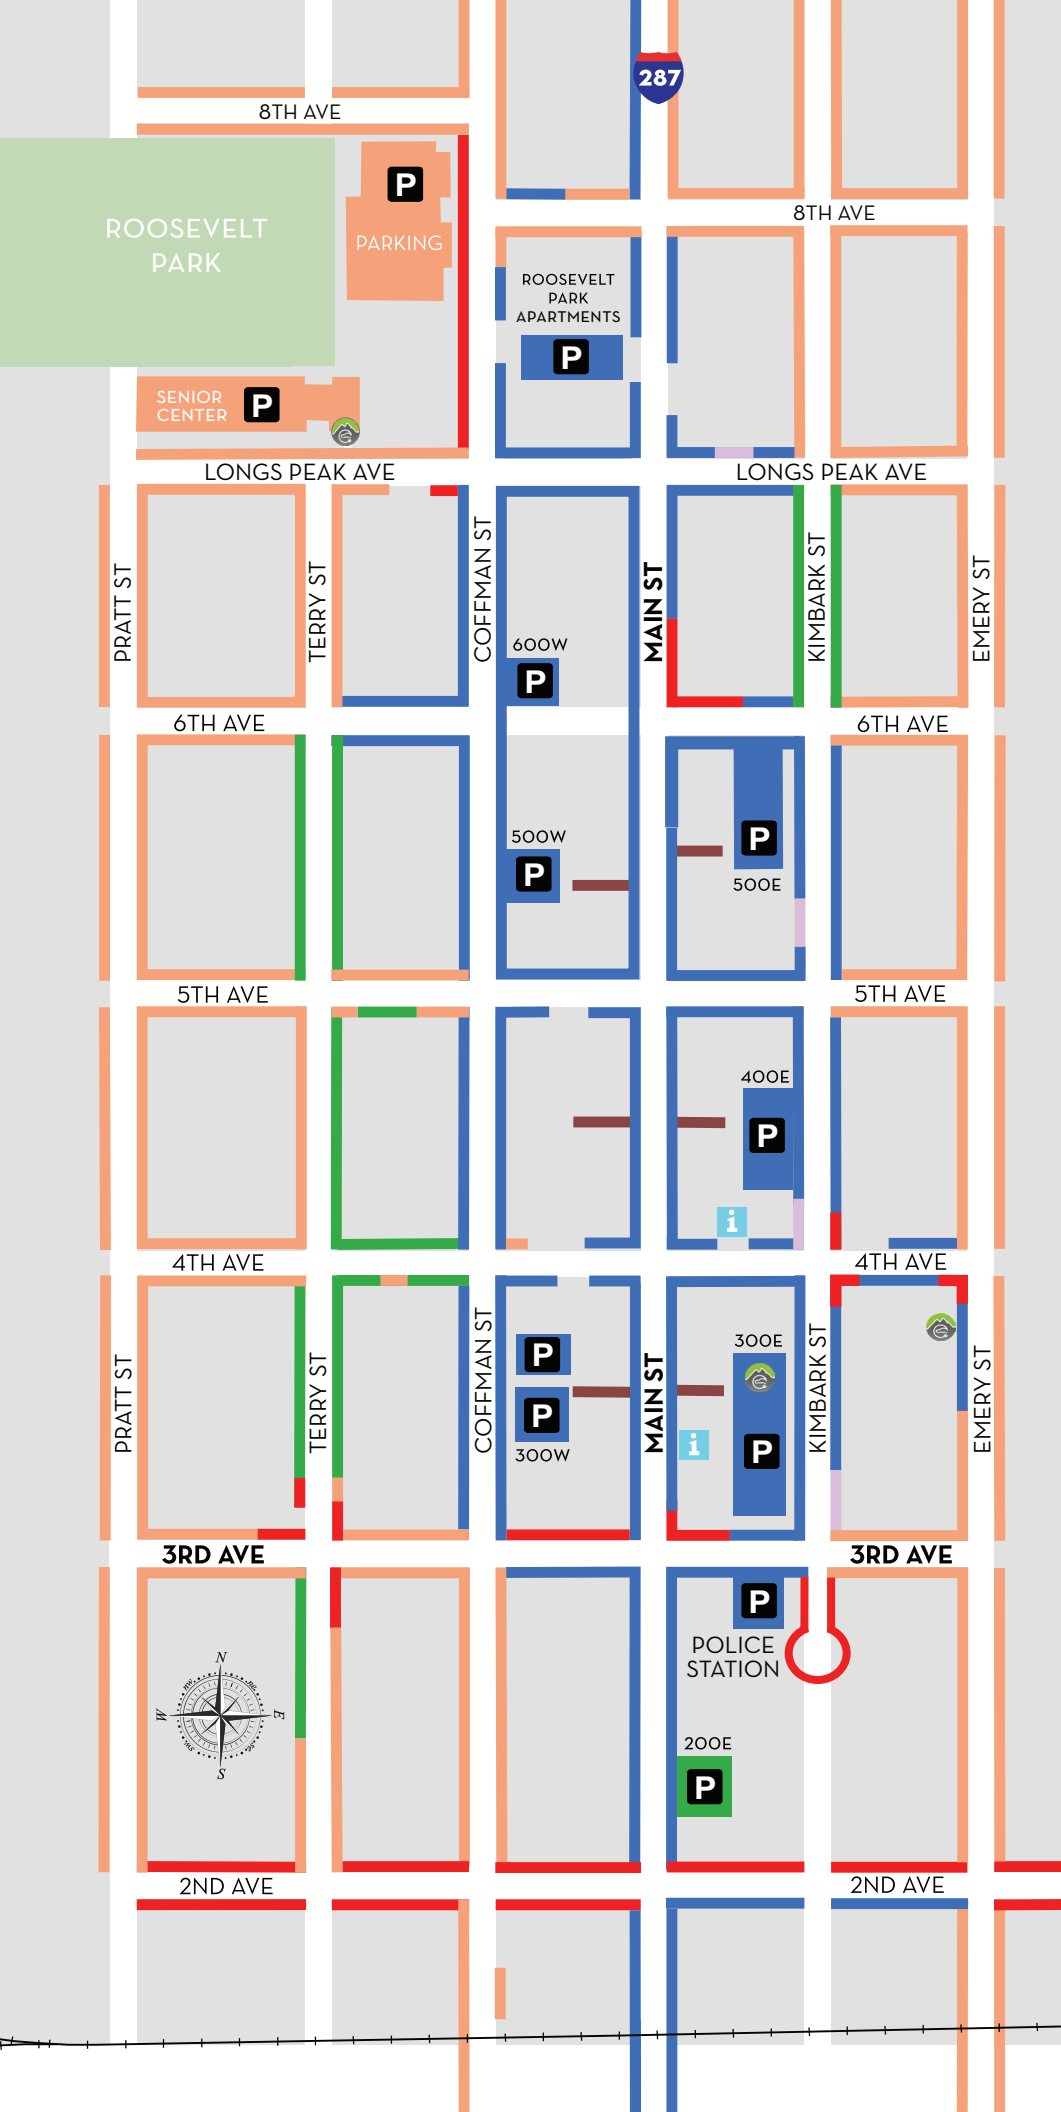 287
8TH AVE
P
ROOSEVELT
PARK
PARKING
8TH AVE
ROOSEVELT
PARK
APARTMENTS
P
SENIOR
CENTER
P
LONGS PEAK AVE
LONGS PEAK AVE
PRATT ST
TERRY ST
COFFMAN ST
MAIN ST
KIMBARK ST
EMERY ST
600W
P
6TH AVE
6TH AVE
500W
P
P
500E
5TH AVE
5TH AVE
400E
P
i
4TH AVE
4TH AVE
PRATT ST
TERRY ST
COFFMAN ST
MAIN ST
KIMBARK ST
EMERY ST
P
P
300W
300E
P
i
3RD AVE
3RD AVE
P
POLICE
STATION
N
W
E
S
200E
P
2ND AVE
2ND AVE